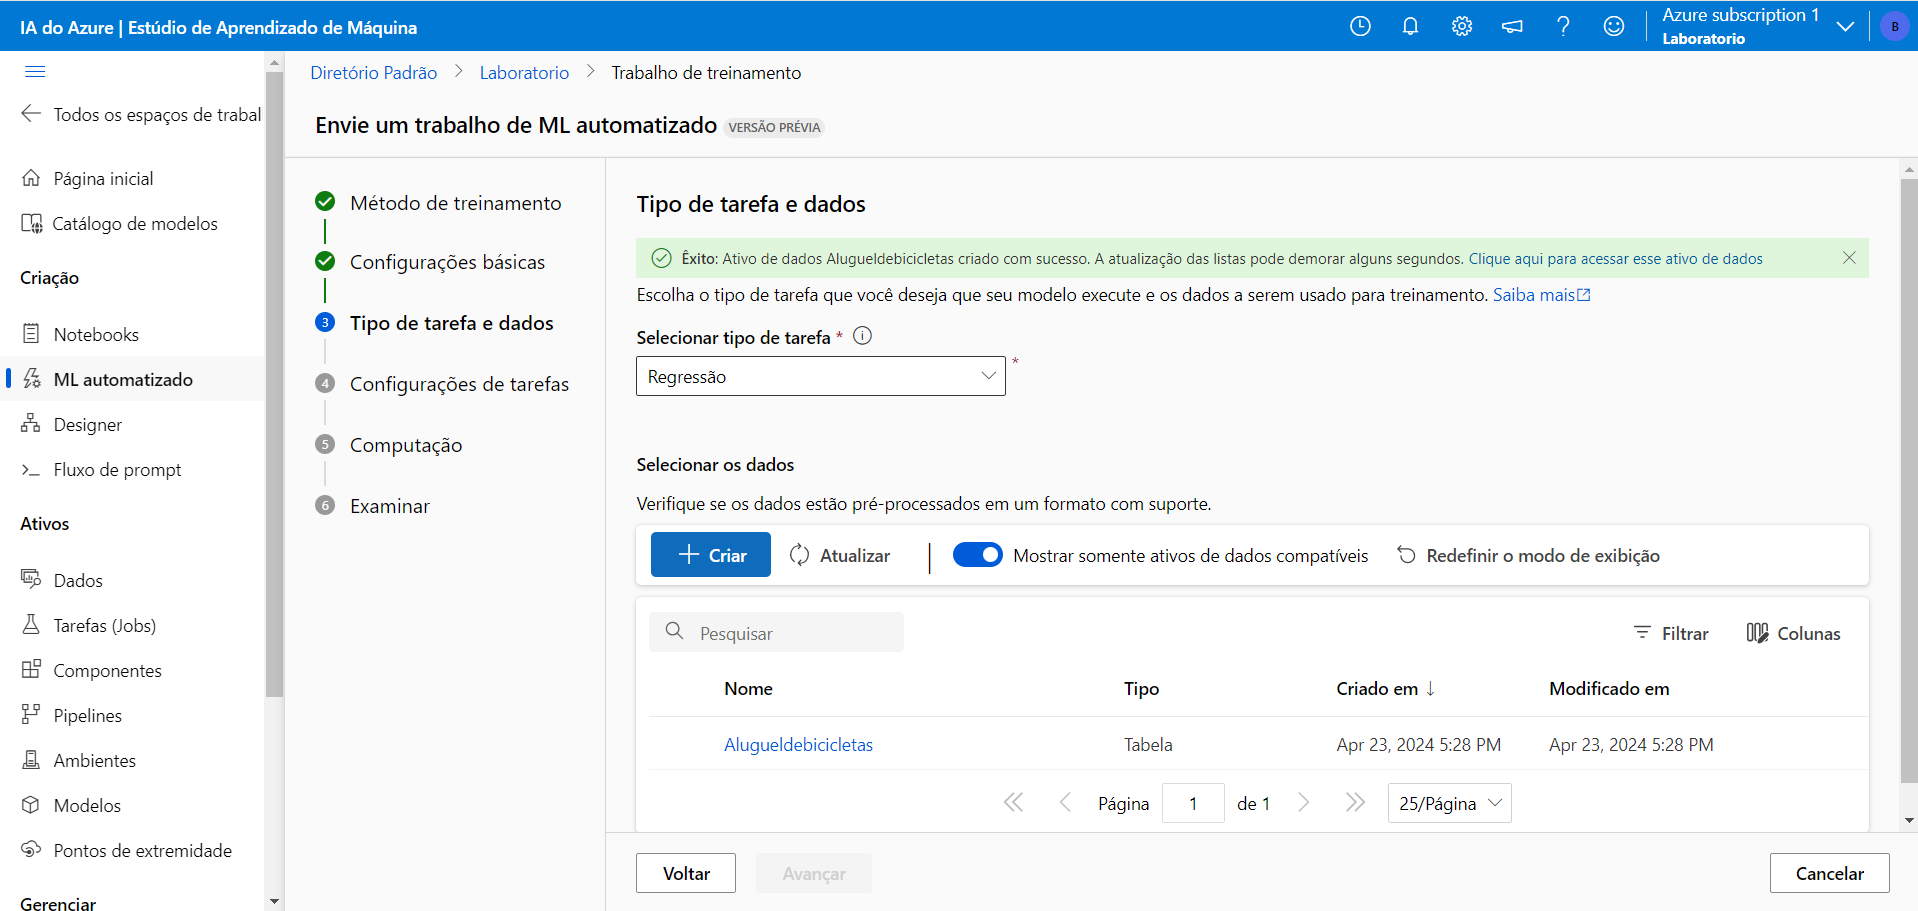 IA do Azure | Estúdio de Aprendizado de Máquina
Azure subscription 1
Laboratorio
B
Todos os espaços de trabal
Página inicial
Catálogo de modelos
Criação
Notebooks
ML automatizado
Designer
Fluxo de prompt
Ativos
Dados
Tarefas (Jobs)
Componentes
Pipelines
Ambientes
Modelos
Pontos de extremidade
Gerenciar
Diretório Padrão > Laboratorio > Trabalho de treinamento
Envie um trabalho de ML automatizado VERSÃO PRÉVIA
Método de treinamento
Configurações básicas
3 Tipo de tarefa e dados
4 Configurações de tarefas
5 Computação
6 Examinar
Tipo de tarefa e dados
Êxito: Ativo de dados Alugueldebicicletas criado com sucesso. A atualização das listas pode demorar alguns segundos. Clique aqui para acessar esse ativo de dados
Escolha o tipo de tarefa que você deseja que seu modelo execute e os dados a serem usado para treinamento. Saiba mais
Selecionar tipo de tarefa *
Regressão *
Selecionar os dados
Verifique se os dados estão pré-processados em um formato com suporte.
Criar Atualizar | Mostrar somente ativos de dados compatíveis Redefinir o modo de exibição
Pesquisar Filtrar Colunas
Nome Tipo Criado em ↓ Modificado em
Alugueldebicicletas Tabela Apr 23, 2024 5:28 PM Apr 23, 2024 5:28 PM
Página 1 de 1 25/Página
Voltar Avançar Cancelar